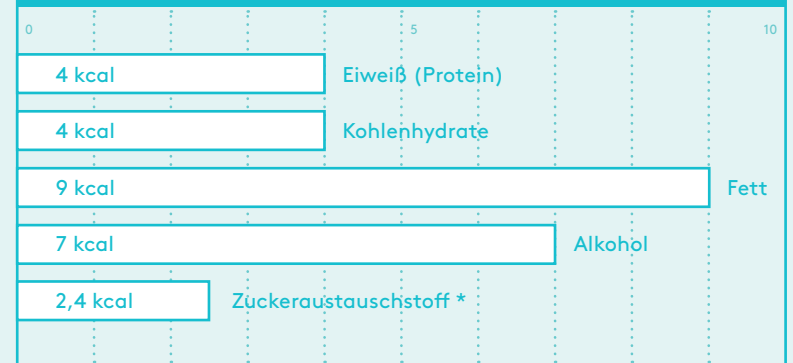 0 5 10
4 kcal Eiweiß (Protein)
4 kcal Kohlenhydrate
9 kcal Fett
7 kcal Alkohol
2,4 kcal Zuckeraustauschstoff *